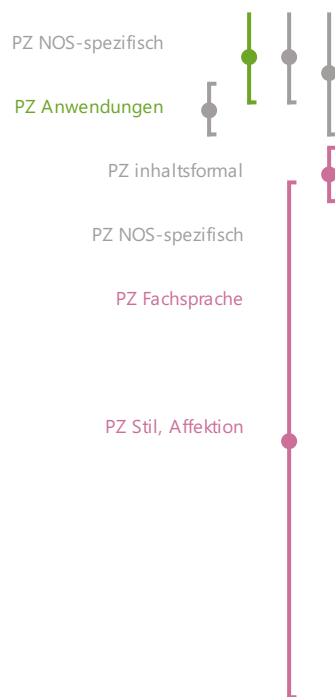 PZ NOS-spezifisch
PZ Anwendungen
PZ inhaltsformal
PZ NOS-spezifisch
PZ Fachsprache
PZ Stil, Affektion